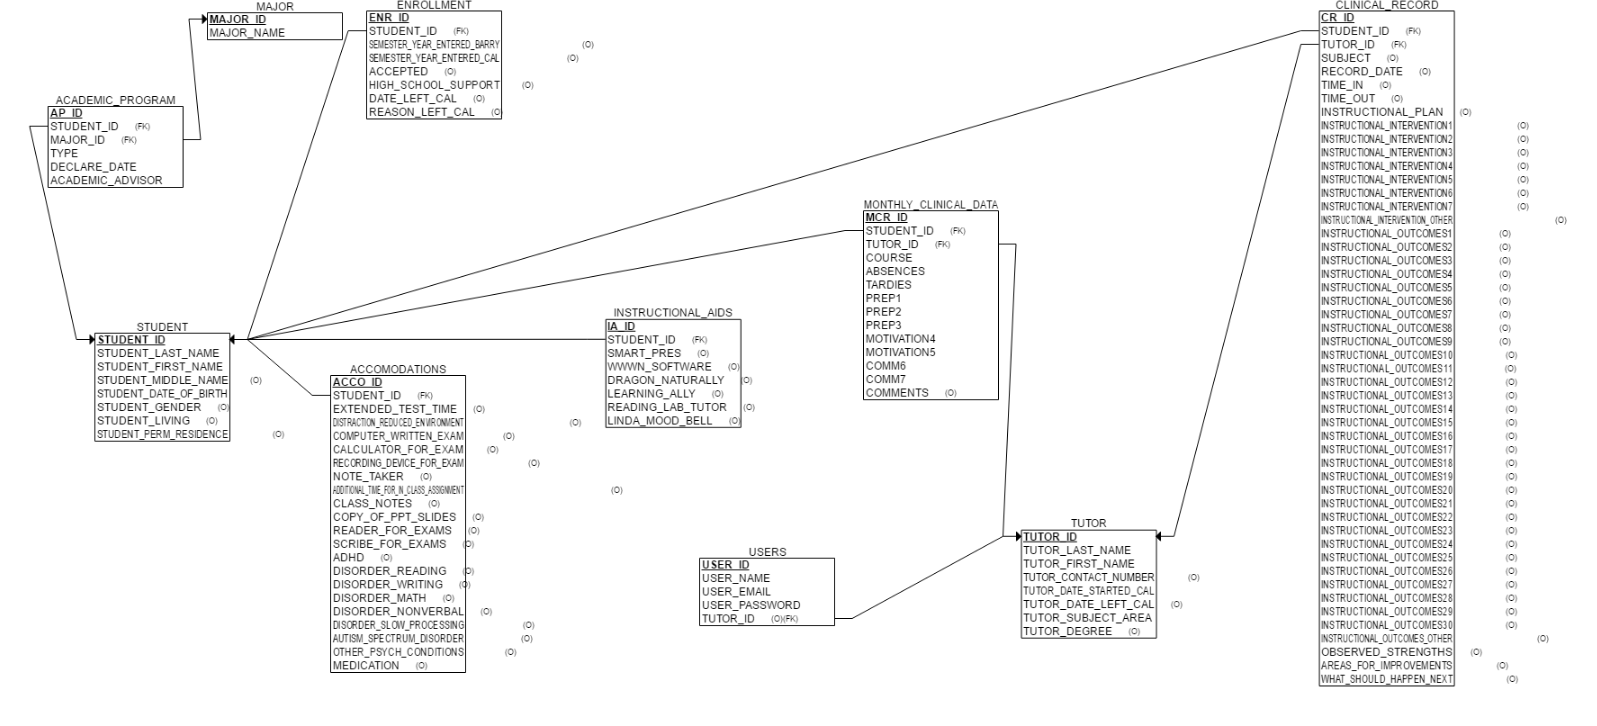 MAJOR
MAJOR_ID
MAJOR_NAME
ENROLLMENT
ENR_ID
STUDENT_ID (FK)
SEMESTER_YEAR_ENTERED_BARRY (O)
SEMESTER_YEAR_ENTERED_CAL (O)
ACCEPTED (O)
HIGH_SCHOOL_SUPPORT (O)
DATE_LEFT_CAL (O)
REASON_LEFT_CAL (O)
ACADEMIC_PROGRAM
AP_ID
STUDENT_ID (FK)
MAJOR_ID (FK)
TYPE
DECLARE_DATE
ACADEMIC_ADVISOR
STUDENT
STUDENT_ID
STUDENT_LAST_NAME
STUDENT_FIRST_NAME
STUDENT_MIDDLE_NAME (O)
STUDENT_DATE_OF_BIRTH
STUDENT_GENDER (O)
STUDENT_LIVING (O)
STUDENT_PERM_RESIDENCE (O)
ACCOMODATIONS
ACCO_ID
STUDENT_ID (FK)
EXTENDED_TEST_TIME (O)
DISTRACTION_REDUCED_ENVIRONMENT (O)
COMPUTER_WRITTEN_EXAM (O)
CALCULATOR_FOR_EXAM (O)
RECORDING_DEVICE_FOR_EXAM (O)
NOTE_TAKER (O)
ADDITIONAL_TIME_FOR_IN_CLASS_ASSIGNMENT (O)
CLASS_NOTES (O)
COPY_OF_PPT_SLIDES (O)
READER_FOR_EXAMS (O)
SCRIBE_FOR_EXAMS (O)
ADHD (O)
DISORDER_READING (O)
DISORDER_WRITING (O)
DISORDER_MATH (O)
DISORDER_NONVERBAL (O)
DISORDER_SLOW_PROCESSING (O)
AUTISM_SPECTRUM_DISORDER (O)
OTHER_PSYCH_CONDITIONS (O)
MEDICATION (O)
INSTRUCTIONAL_AIDS
IA_ID
STUDENT_ID (FK)
SMART_PRES (O)
WWWN_SOFTWARE (O)
DRAGON_NATURALLY (O)
LEARNING_ALLY (O)
READING_LAB_TUTOR (O)
LINDA_MOOD_BELL (O)
MONTHLY_CLINICAL_DATA
MCR_ID
STUDENT_ID (FK)
TUTOR_ID (FK)
COURSE
ABSENCES
TARDIES
PREP1
PREP2
PREP3
MOTIVATION4
MOTIVATION5
COMM6
COMM7
COMMENTS (O)
USERS
USER_ID
USER_NAME
USER_EMAIL
USER_PASSWORD
TUTOR_ID (O)(FK)
TUTOR
TUTOR_ID
TUTOR_LAST_NAME
TUTOR_FIRST_NAME
TUTOR_CONTACT_NUMBER (O)
TUTOR_DATE_STARTED_CAL
TUTOR_DATE_LEFT_CAL (O)
TUTOR_SUBJECT_AREA
TUTOR_DEGREE (O)
CLINICAL_RECORD
CR_ID
STUDENT_ID (FK)
TUTOR_ID (FK)
SUBJECT (O)
RECORD_DATE (O)
TIME_IN (O)
TIME_OUT (O)
INSTRUCTIONAL_PLAN (O)
INSTRUCTIONAL_INTERVENTION1 (O)
INSTRUCTIONAL_INTERVENTION2 (O)
INSTRUCTIONAL_INTERVENTION3 (O)
INSTRUCTIONAL_INTERVENTION4 (O)
INSTRUCTIONAL_INTERVENTION5 (O)
INSTRUCTIONAL_INTERVENTION6 (O)
INSTRUCTIONAL_INTERVENTION7 (O)
INSTRUCTIONAL_INTERVENTION_OTHER (O)
INSTRUCTIONAL_OUTCOMES1 (O)
INSTRUCTIONAL_OUTCOMES2 (O)
INSTRUCTIONAL_OUTCOMES3 (O)
INSTRUCTIONAL_OUTCOMES4 (O)
INSTRUCTIONAL_OUTCOMES5 (O)
INSTRUCTIONAL_OUTCOMES6 (O)
INSTRUCTIONAL_OUTCOMES7 (O)
INSTRUCTIONAL_OUTCOMES8 (O)
INSTRUCTIONAL_OUTCOMES9 (O)
INSTRUCTIONAL_OUTCOMES10 (O)
INSTRUCTIONAL_OUTCOMES11 (O)
INSTRUCTIONAL_OUTCOMES12 (O)
INSTRUCTIONAL_OUTCOMES13 (O)
INSTRUCTIONAL_OUTCOMES14 (O)
INSTRUCTIONAL_OUTCOMES15 (O)
INSTRUCTIONAL_OUTCOMES16 (O)
INSTRUCTIONAL_OUTCOMES17 (O)
INSTRUCTIONAL_OUTCOMES18 (O)
INSTRUCTIONAL_OUTCOMES19 (O)
INSTRUCTIONAL_OUTCOMES20 (O)
INSTRUCTIONAL_OUTCOMES21 (O)
INSTRUCTIONAL_OUTCOMES22 (O)
INSTRUCTIONAL_OUTCOMES23 (O)
INSTRUCTIONAL_OUTCOMES24 (O)
INSTRUCTIONAL_OUTCOMES25 (O)
INSTRUCTIONAL_OUTCOMES26 (O)
INSTRUCTIONAL_OUTCOMES27 (O)
INSTRUCTIONAL_OUTCOMES28 (O)
INSTRUCTIONAL_OUTCOMES29 (O)
INSTRUCTIONAL_OUTCOMES30 (O)
INSTRUCTIONAL_OUTCOMES_OTHER (O)
OBSERVED_STRENGTHS (O)
AREAS_FOR_IMPROVEMENTS (O)
WHAT_SHOULD_HAPPEN_NEXT (O)